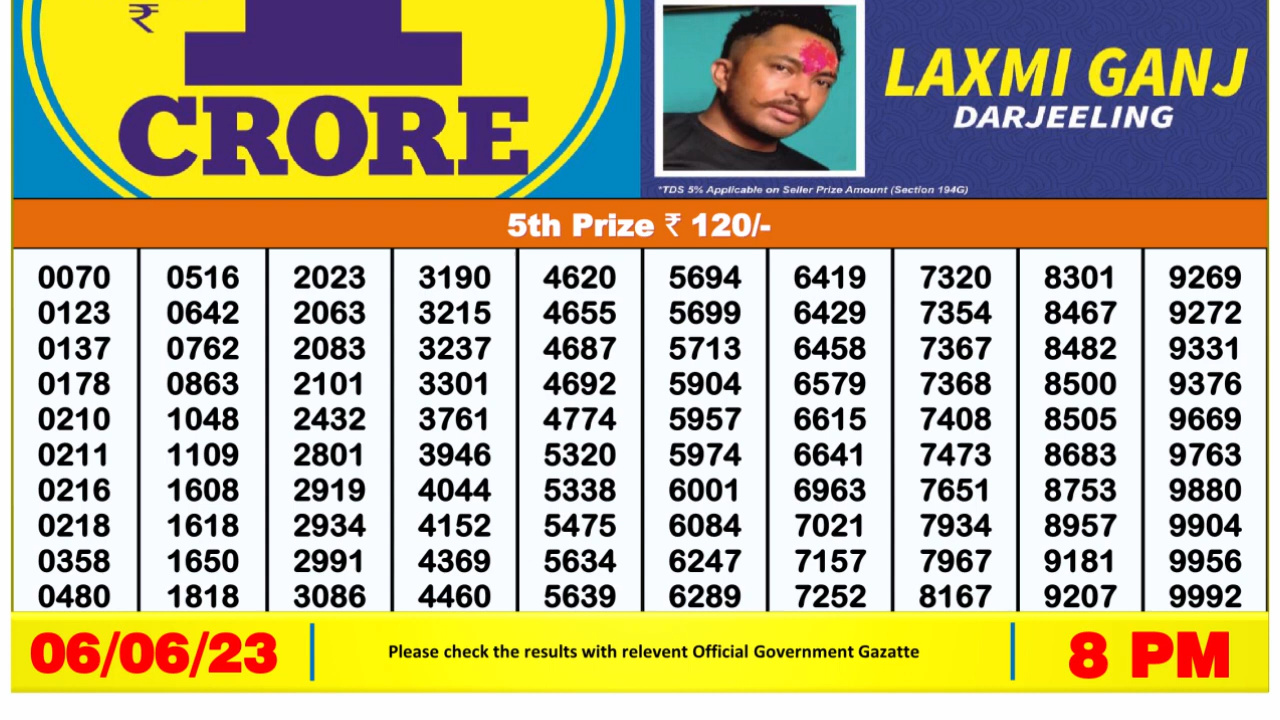 ₹
CRORE
LAXMI GANJ
DARJEELING
*TDS 5% Applicable on Seller Prize Amount (Section 194G)
5th Prize ₹ 120/-
0070 0516 2023 3190 4620 5694 6419 7320 8301 9269
0123 0642 2063 3215 4655 5699 6429 7354 8467 9272
0137 0762 2083 3237 4687 5713 6458 7367 8482 9331
0178 0863 2101 3301 4692 5904 6579 7368 8500 9376
0210 1048 2432 3761 4774 5957 6615 7408 8505 9669
0211 1109 2801 3946 5320 5974 6641 7473 8683 9763
0216 1608 2919 4044 5338 6001 6963 7651 8753 9880
0218 1618 2934 4152 5475 6084 7021 7934 8957 9904
0358 1650 2991 4369 5634 6247 7157 7967 9181 9956
0480 1818 3086 4460 5639 6289 7252 8167 9207 9992
06/06/23
Please check the results with relevent Official Government Gazatte
8 PM